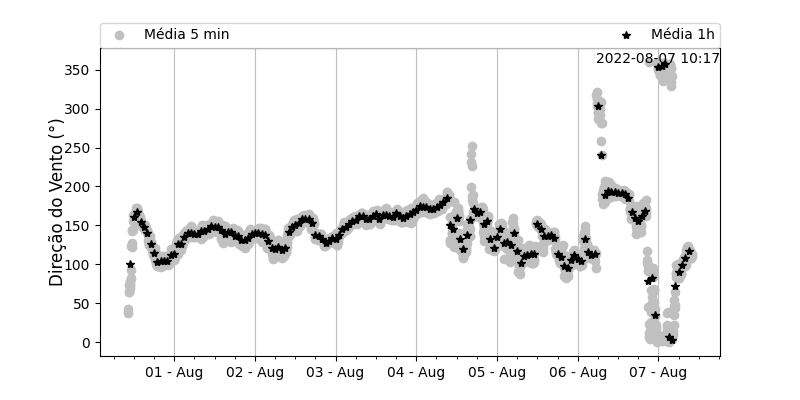 Média 5 min
Média 1h
2022-08-07 10:17
Direção do Vento (°)
350
300
250
200
150
100
50
0
01 - Aug
02 - Aug
03 - Aug
04 - Aug
05 - Aug
06 - Aug
07 - Aug